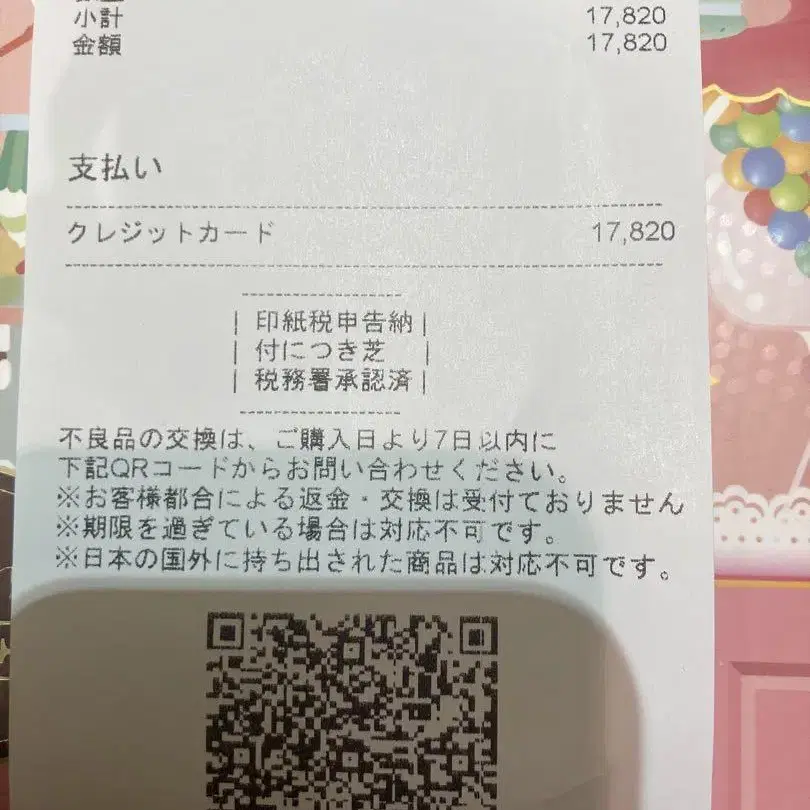 小計 17,820
金額 17,820
支払い
クレジットカード 17,820
印紙税申告納
付につき芝
税務署承認済
不良品の交換は、ご購入日より7日以内に
下記QRコードからお問い合わせください。
※お客様都合による返金・交換は受付ておりません
※期限を過ぎている場合は対応不可です。
※日本の国外に持ち出された商品は対応不可です。